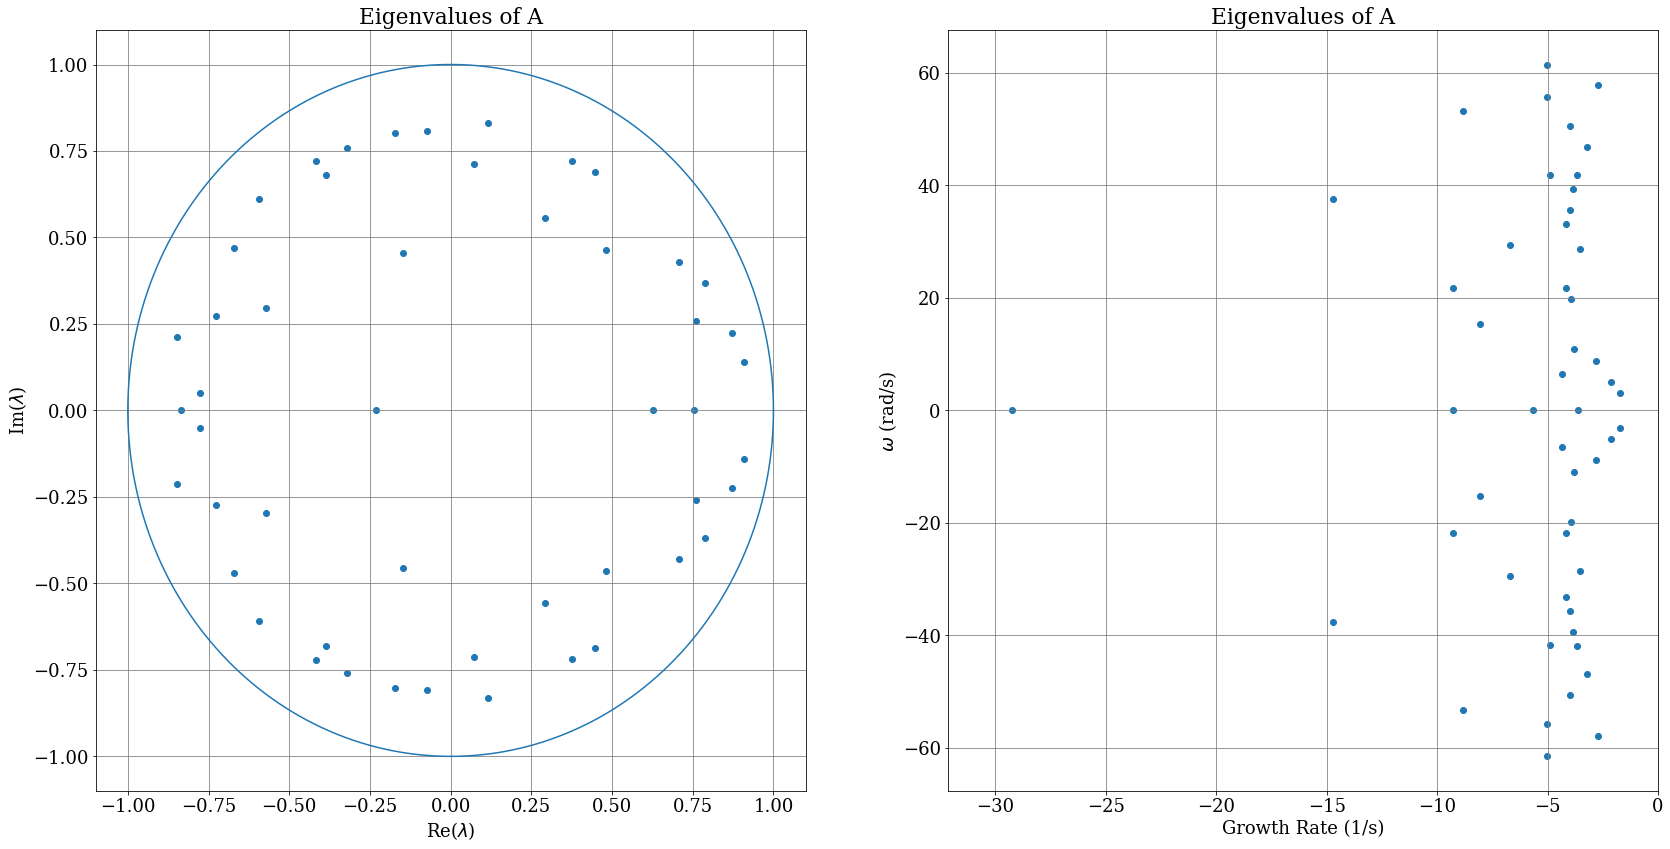 Eigenvalues of A
1.00
0.75
0.50
0.25
0.00
−0.25
−0.50
−0.75
−1.00
Im(λ)
−1.00 −0.75 −0.50 −0.25 0.00 0.25 0.50 0.75 1.00
Re(λ)
Eigenvalues of A
60
40
20
0
−20
−40
−60
ω (rad/s)
−30 −25 −20 −15 −10 −5 0
Growth Rate (1/s)